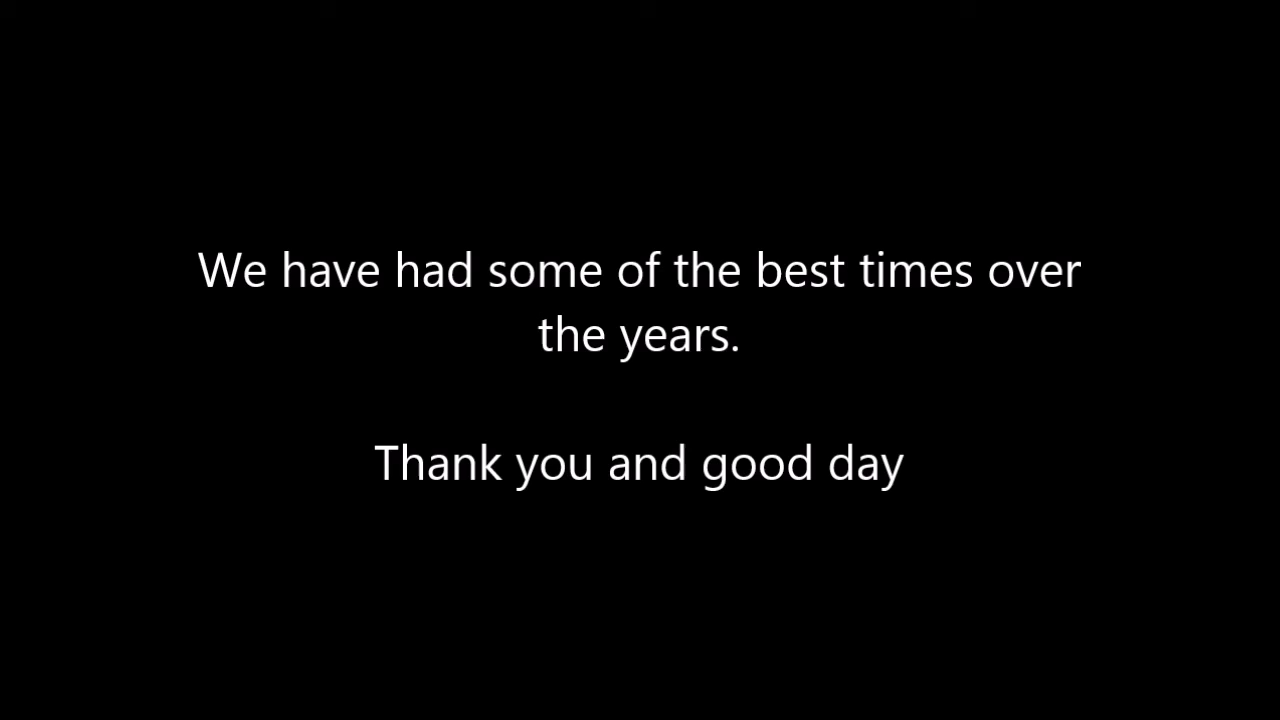 We have had some of the best times over
the years.
Thank you and good day